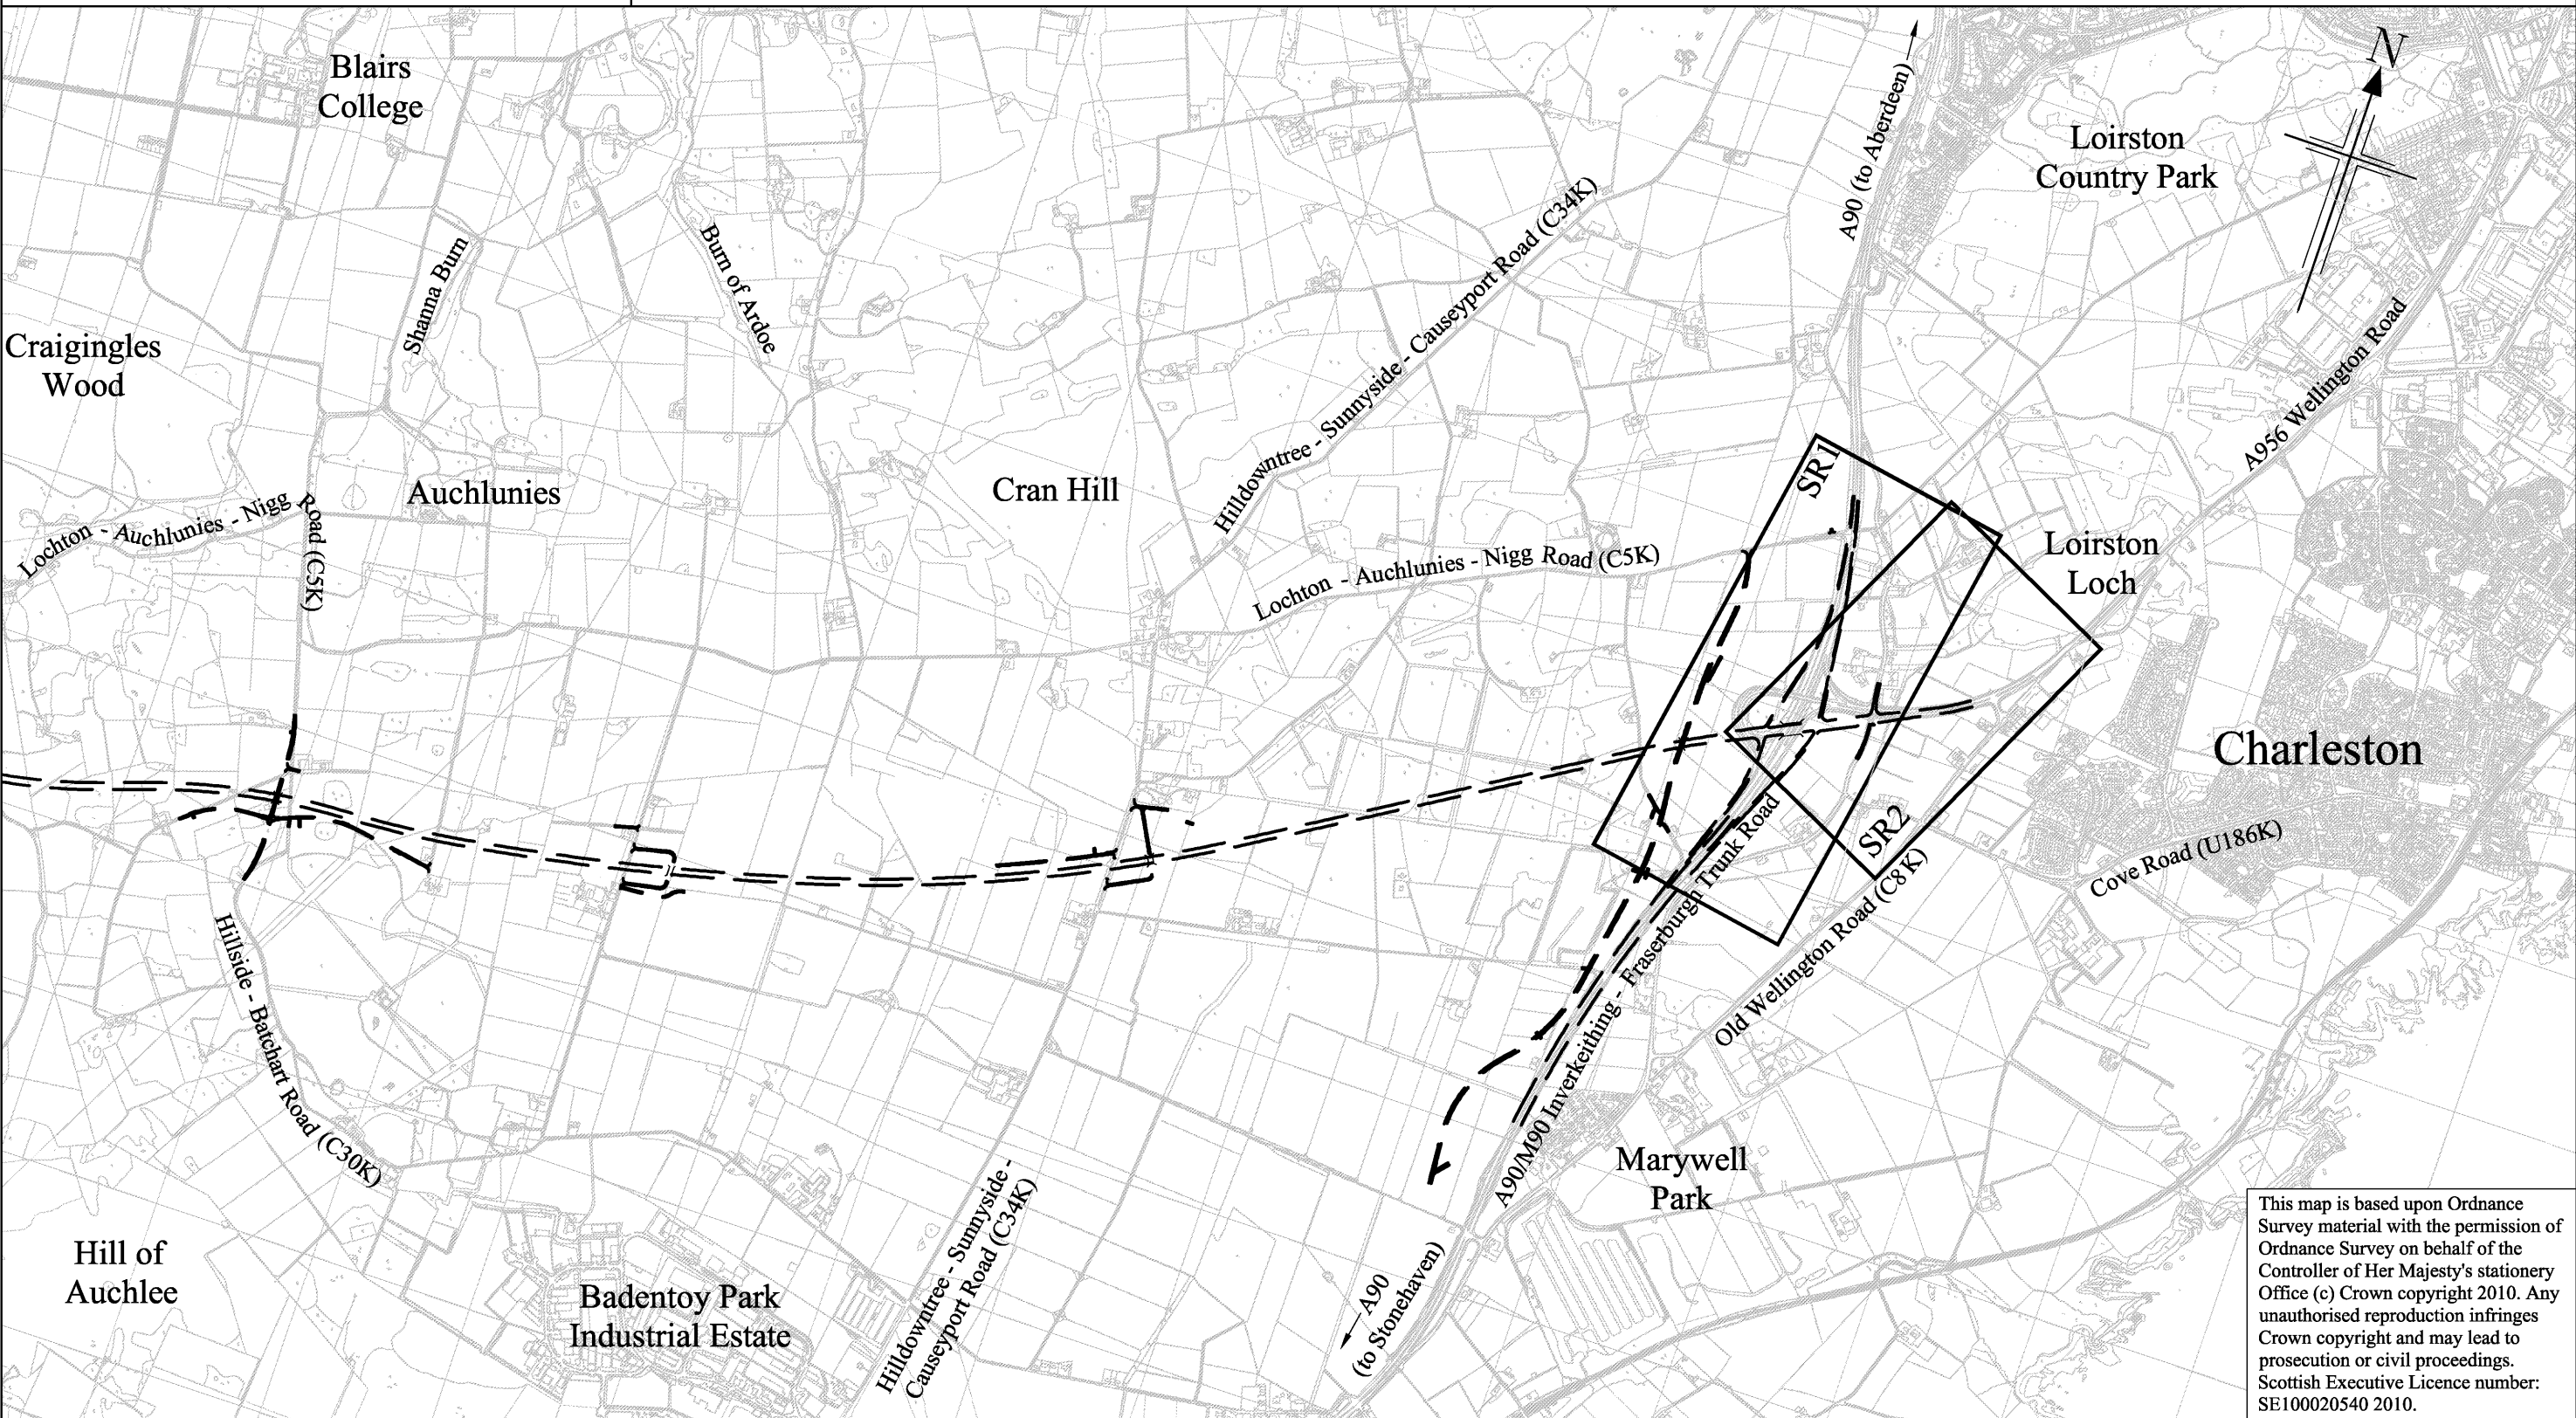 Blairs
College
A90 (to Aberdeen)
N
Loirston
Country Park
Shanna Burn
Burn of Ardoe
Hilldowntree - Sunnyside - Causeyport Road (C34K)
A956 Wellington Road
Craigingles
Wood
Lochton - Auchlunies - Nigg Road (C5K)
Auchlunies
Cran Hill
SR1
Lochton - Auchlunies - Nigg Road (C5K)
Loirston
Loch
Charleston
SR2
Cove Road (U186K)
Hillside - Batchart Road (C30K)
A90/M90 Inverkeithing - Fraserburgh Trunk Road
Old Wellington Road (C8K)
Marywell
Park
Hill of
Auchlee
Badentoy Park
Industrial Estate
Hilldowntree - Sunnyside -
Causeyport Road (C34K)
A90
(to Stonehaven)
This map is based upon Ordnance
Survey material with the permission of
Ordnance Survey on behalf of the
Controller of Her Majesty's stationery
Office (c) Crown copyright 2010. Any
unauthorised reproduction infringes
Crown copyright and may lead to
prosecution or civil proceedings.
Scottish Executive Licence number:
SE100020540 2010.